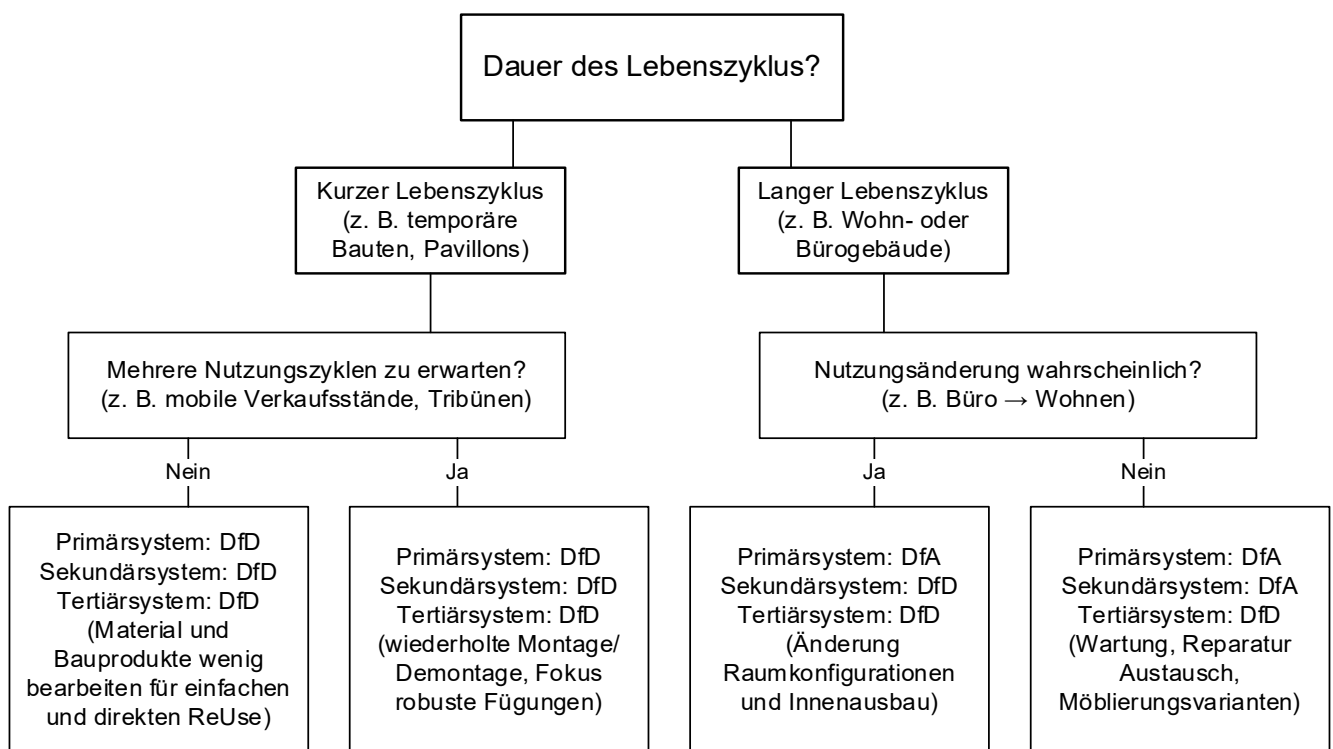 Dauer des Lebenszyklus?
Kurzer Lebenszyklus
(z. B. temporäre
Bauten, Pavillons)
Langer Lebenszyklus
(z. B. Wohn- oder
Bürogebäude)
Mehrere Nutzungszyklen zu erwarten?
(z. B. mobile Verkaufsstände, Tribünen)
Nutzungsänderung wahrscheinlich?
(z. B. Büro → Wohnen)
Nein
Ja
Ja
Nein
Primärsystem: DfD
Sekundärsystem: DfD
Tertiärsystem: DfD
(Material und
Bauprodukte wenig
bearbeiten für einfachen
und direkten ReUse)
Primärsystem: DfD
Sekundärsystem: DfD
Tertiärsystem: DfD
(wiederholte Montage/
Demontage, Fokus
robuste Fügungen)
Primärsystem: DfA
Sekundärsystem: DfD
Tertiärsystem: DfD
(Änderung
Raumkonfigurationen
und Innenausbau)
Primärsystem: DfA
Sekundärsystem: DfA
Tertiärsystem: DfD
(Wartung, Reparatur
Austausch,
Möblierungsvarianten)